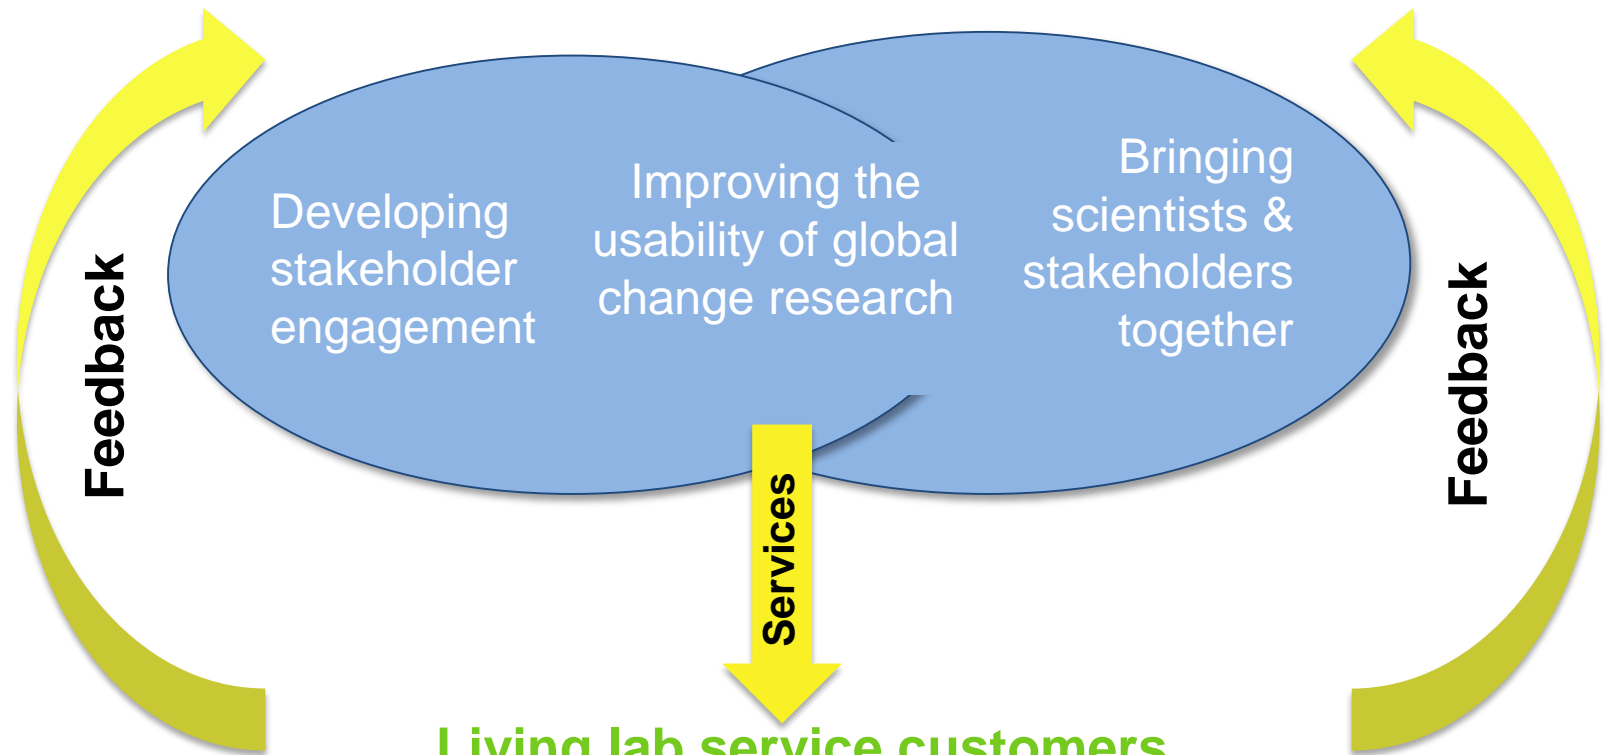 Developing
stakeholder
engagement
Improving the
usability of global
change research
Bringing
scientists &
stakeholders
together
Feedback
Feedback
Services
Living lab service customers